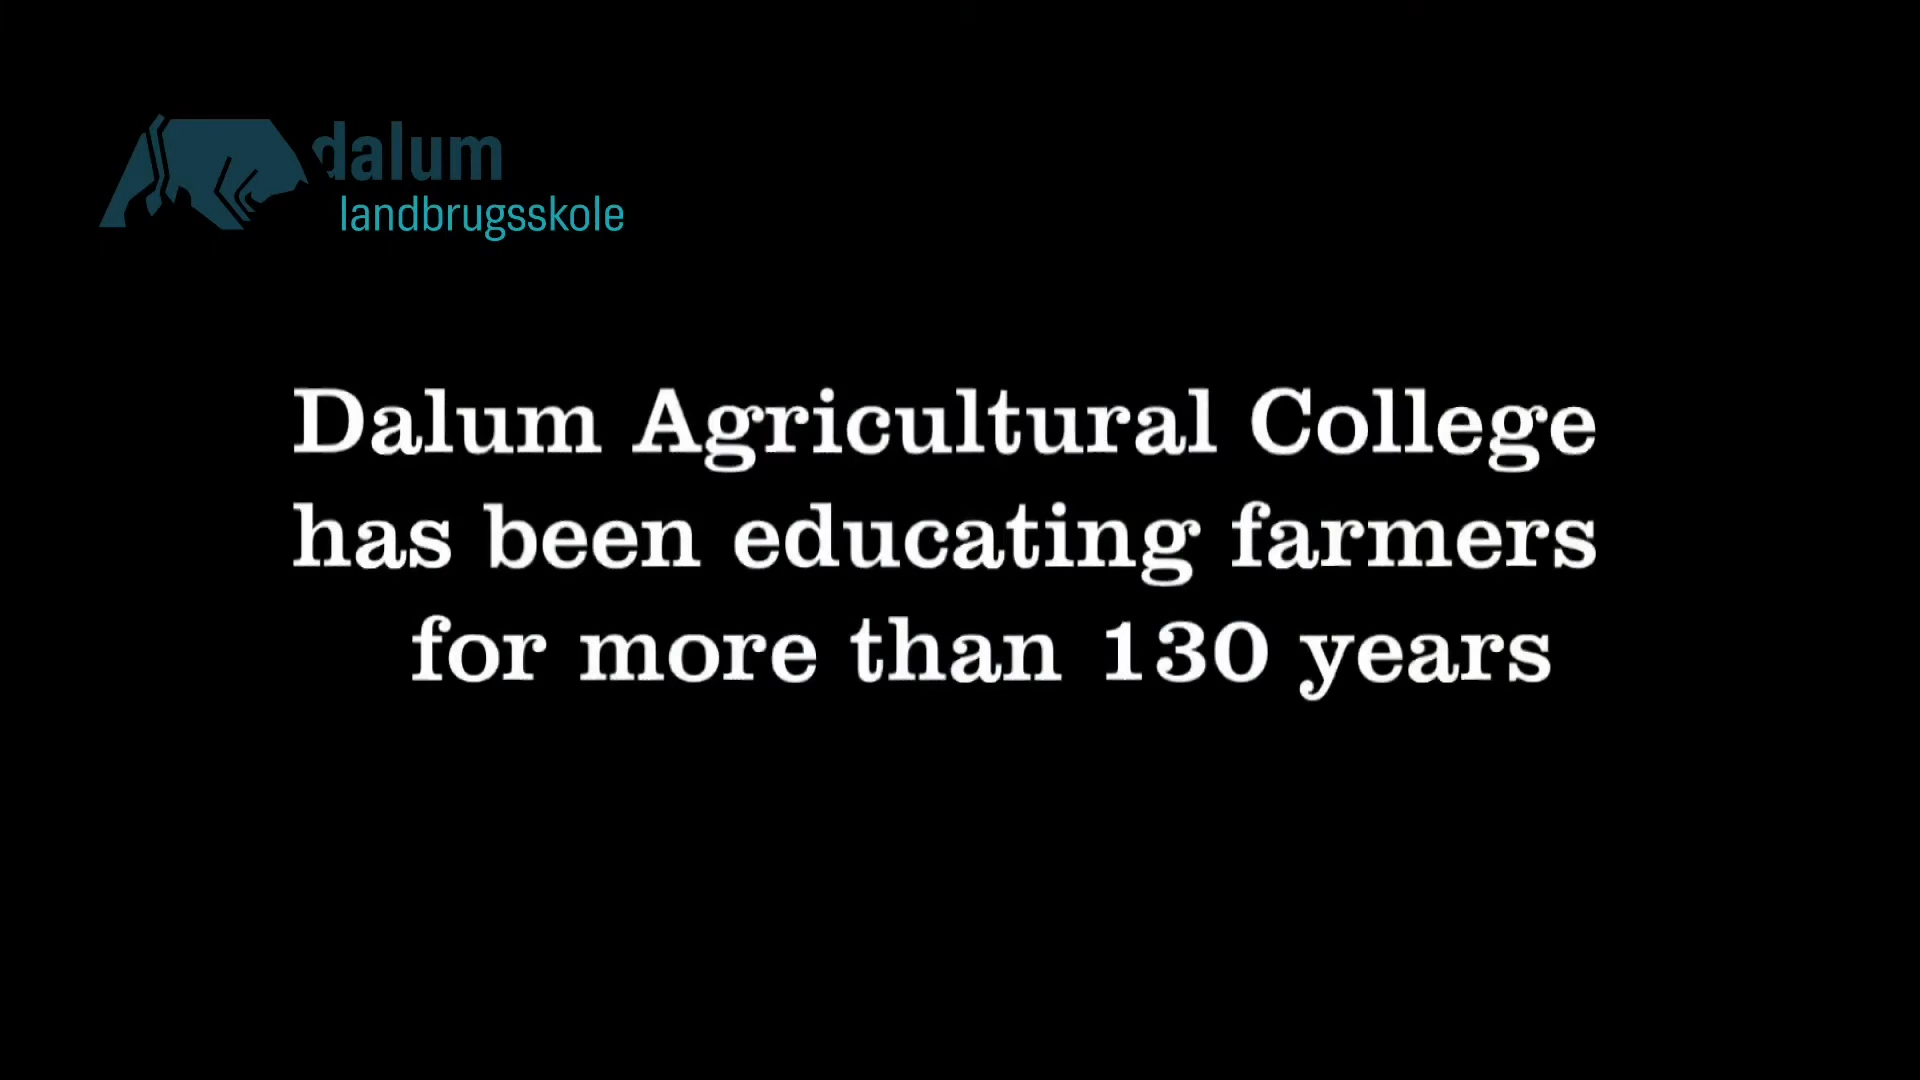 dalum
landbrugsskole
Dalum Agricultural College
has been educating farmers
for more than 130 years